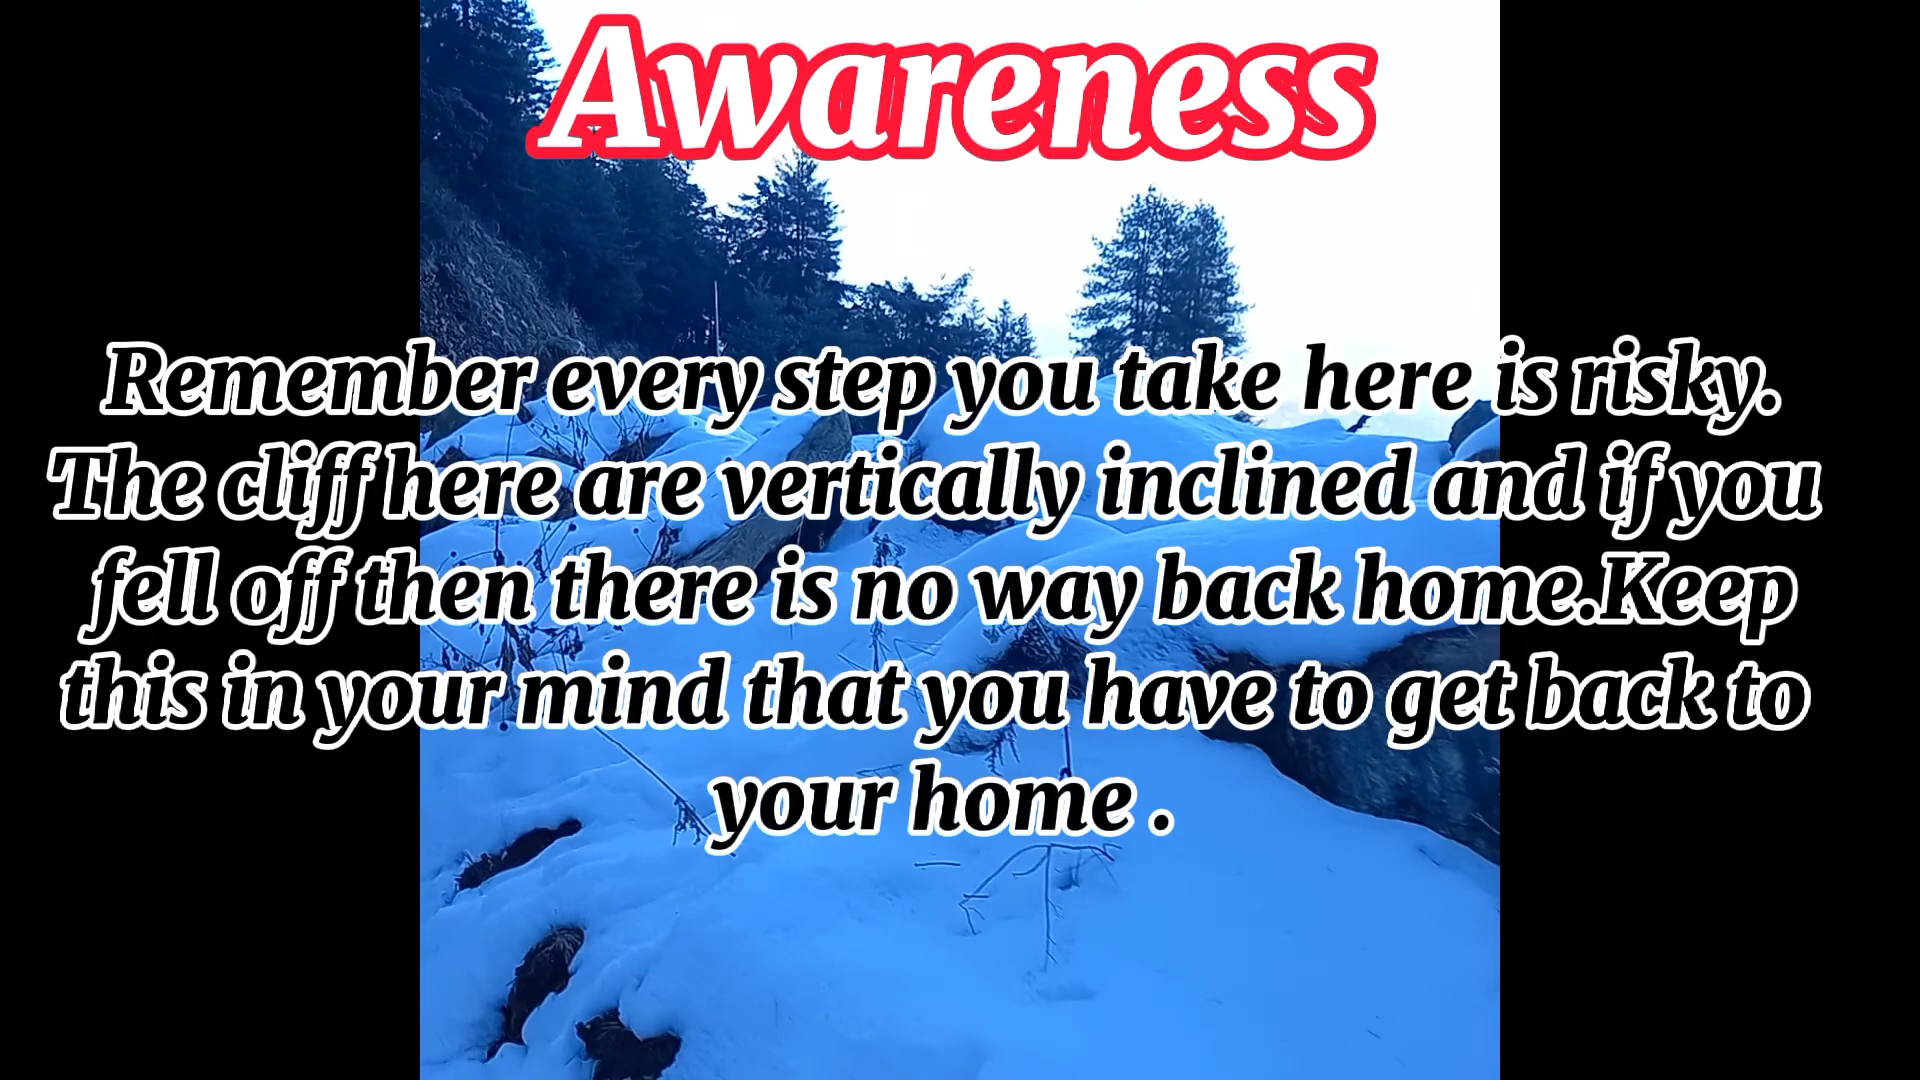 Awareness
Remember every step you take here is risky.
The cliff here are vertically inclined and if you
fell off then there is no way back home.Keep
this in your mind that you have to get back to
your home .